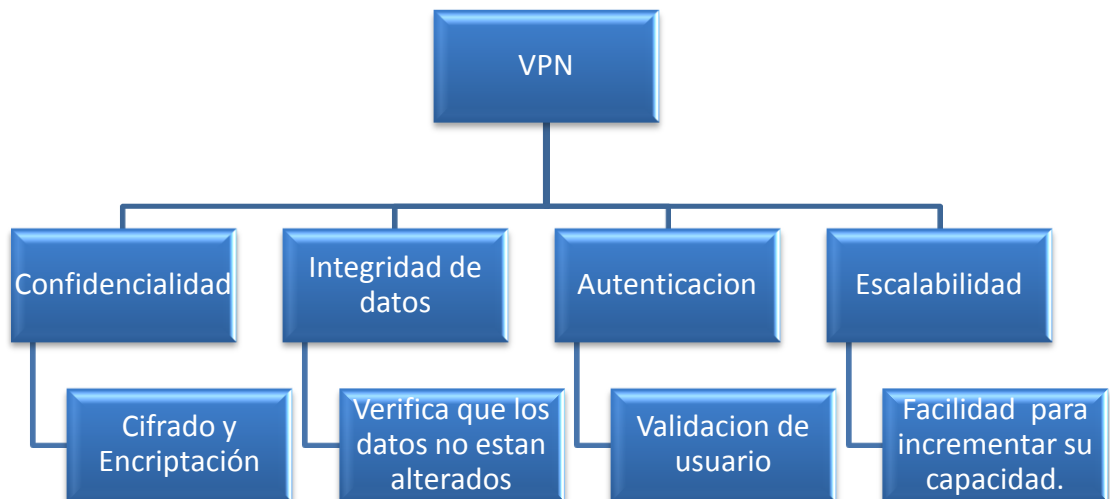 VPN
Confidencialidad
Integridad de
datos
Autenticacion
Escalabilidad
Cifrado y
Encriptación
Verifica que los
datos no estan
alterados
Validacion de
usuario
Facilidad para
incrementar su
capacidad.